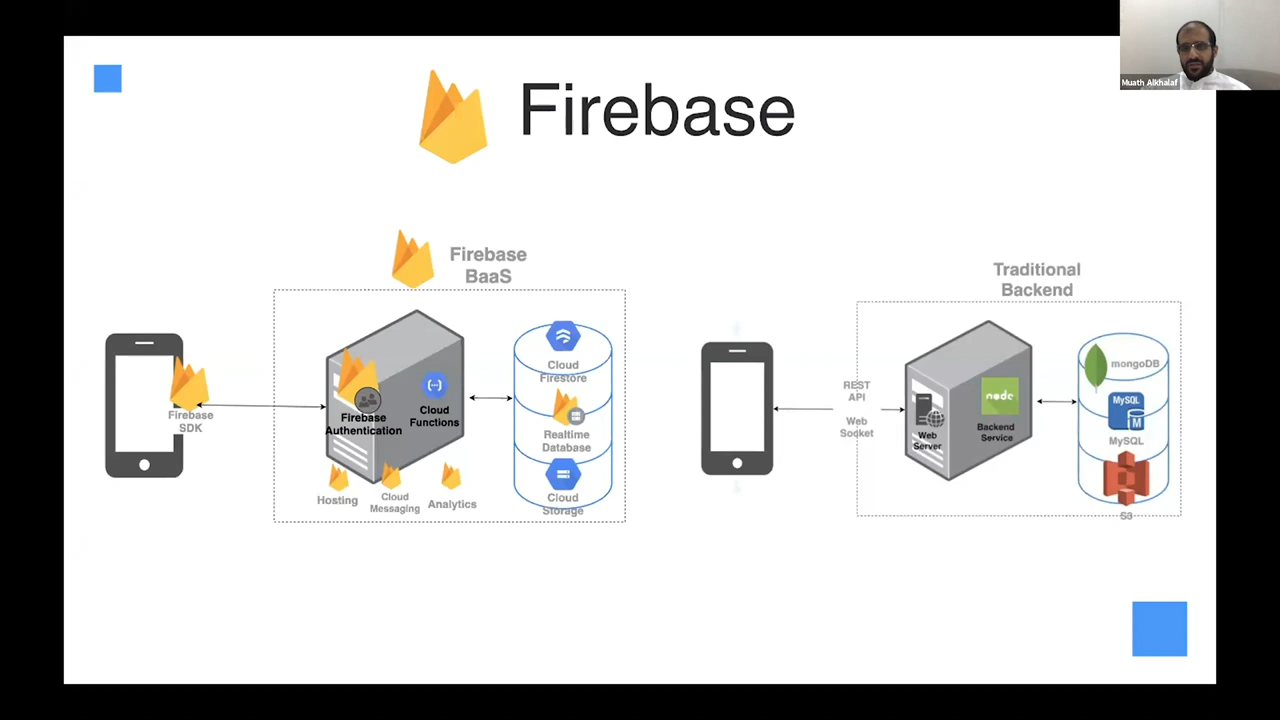 Muath Alkhalaf
Firebase
Firebase
BaaS
Firebase
SDK
Firebase
Authentication
Cloud
Functions
Hosting
Cloud
Messaging
Analytics
Cloud
Firestore
Realtime
Database
Cloud
Storage
Traditional
Backend
REST
API
Web
Socket
Web
Server
node
Backend
Service
mongoDB
MySQL
M
MySQL
S3